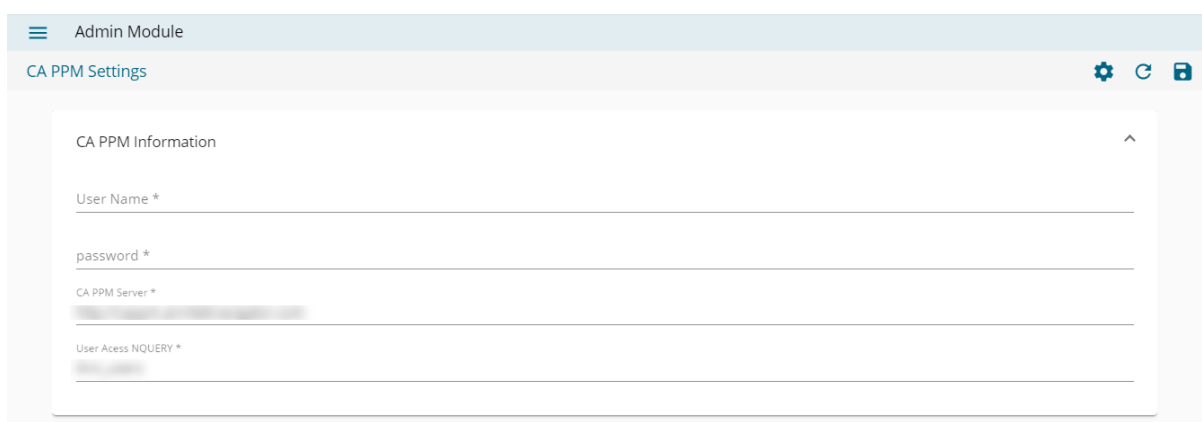 Admin Module
CA PPM Settings
CA PPM Information
User Name *
password *
CA PPM Server *
User Acess NQUERY *